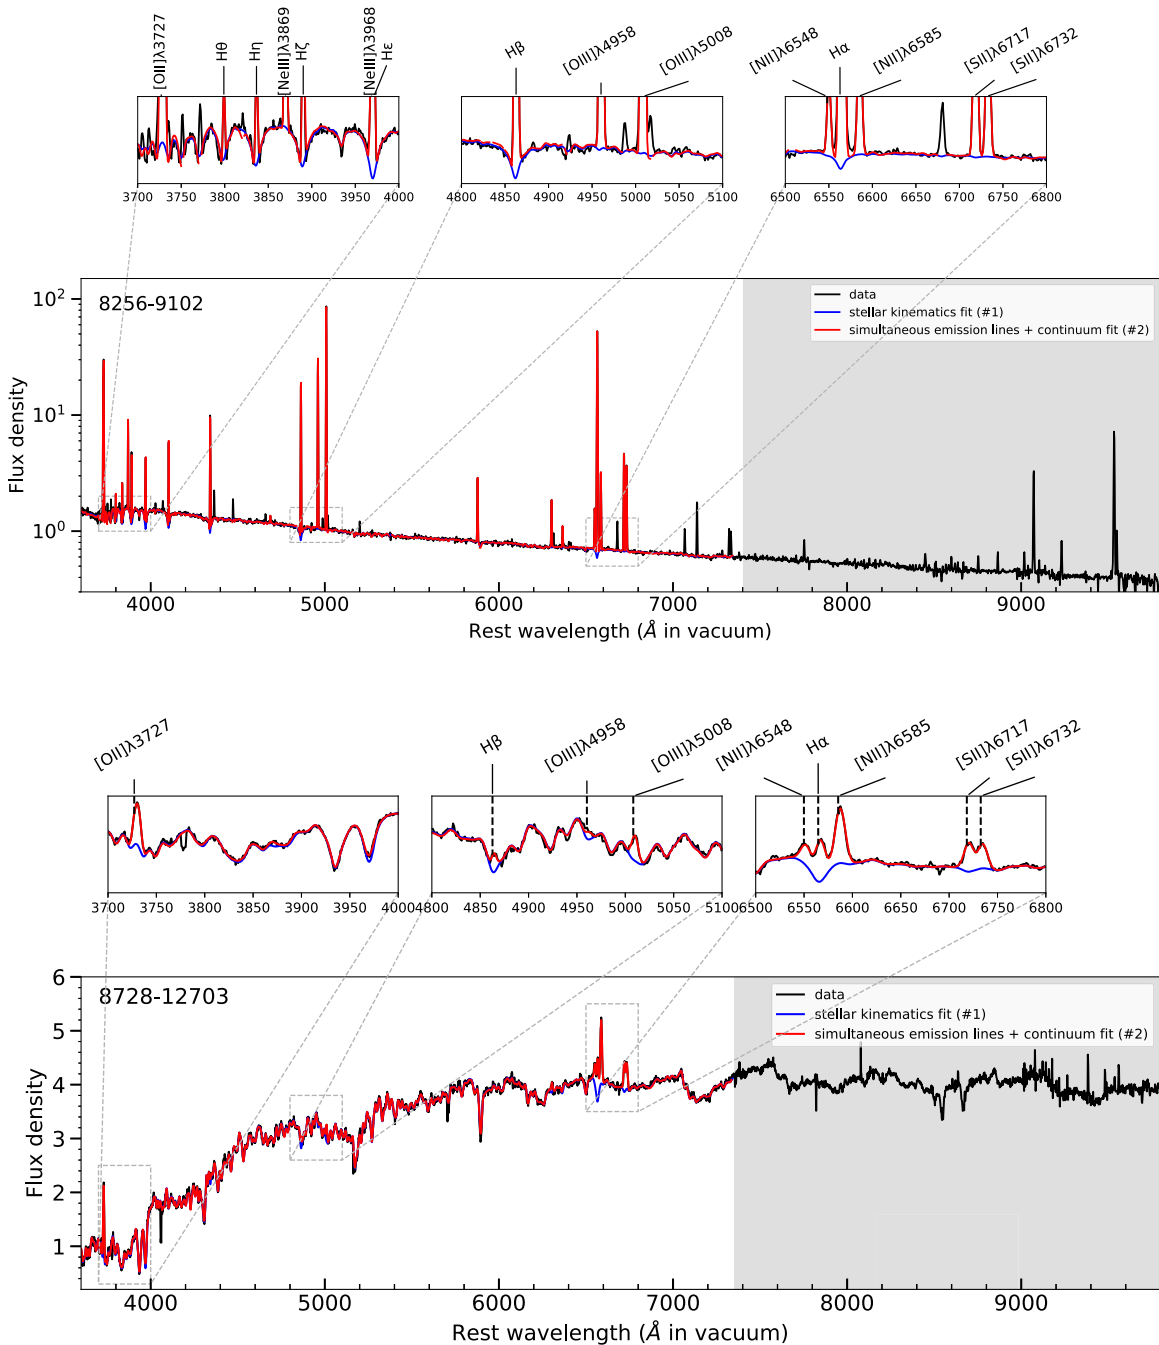 [OII]λ3727
Hθ
Hη
[NeIII]λ3869
Hζ
[NeIII]λ3968
Hε
Hβ
[OIII]λ4958
[OIII]λ5008
[NII]λ6548
Hα
[NII]λ6585
[SII]λ6717
[SII]λ6732
3700 3750 3800 3850 3900 3950 4000
4800 4850 4900 4950 5000 5050 5100
6500 6550 6600 6650 6700 6750 6800
8256-9102
data
stellar kinematics fit (#1)
simultaneous emission lines + continuum fit (#2)
10²
10¹
10⁰
Flux density
4000 5000 6000 7000 8000 9000
Rest wavelength (Å in vacuum)
[OII]λ3727
Hβ
[OIII]λ4958
[OIII]λ5008
[NII]λ6548
Hα
[NII]λ6585
[SII]λ6717
[SII]λ6732
3700 3750 3800 3850 3900 3950 4000
4800 4850 4900 4950 5000 5050 5100
6500 6550 6600 6650 6700 6750 6800
8728-12703
data
stellar kinematics fit (#1)
simultaneous emission lines + continuum fit (#2)
6
5
4
3
2
1
Flux density
4000 5000 6000 7000 8000 9000
Rest wavelength (Å in vacuum)